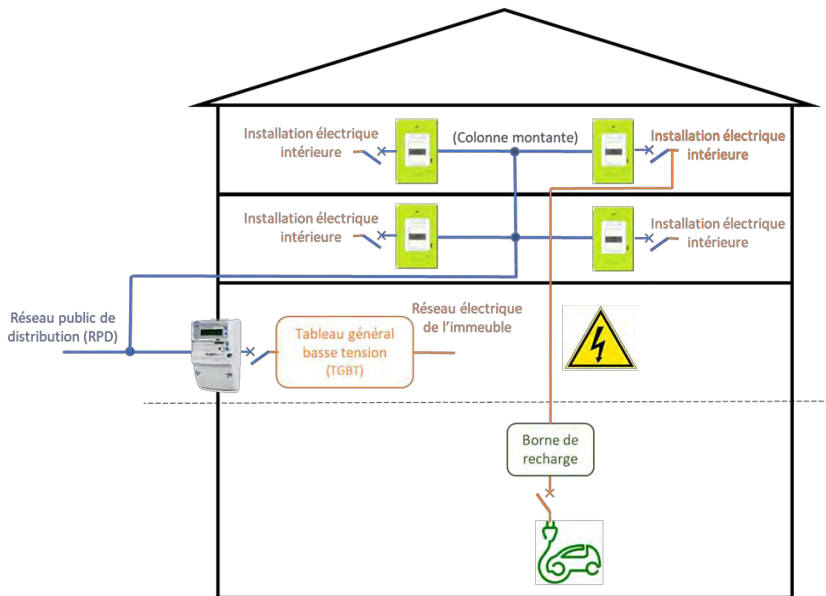 Installation électrique
intérieure
(Colonne montante)
Installation électrique
intérieure
Installation électrique
intérieure
Installation électrique
intérieure
Réseau public de
distribution (RPD)
Tableau général
basse tension
(TGBT)
Réseau électrique
de l'immeuble
Borne de
recharge